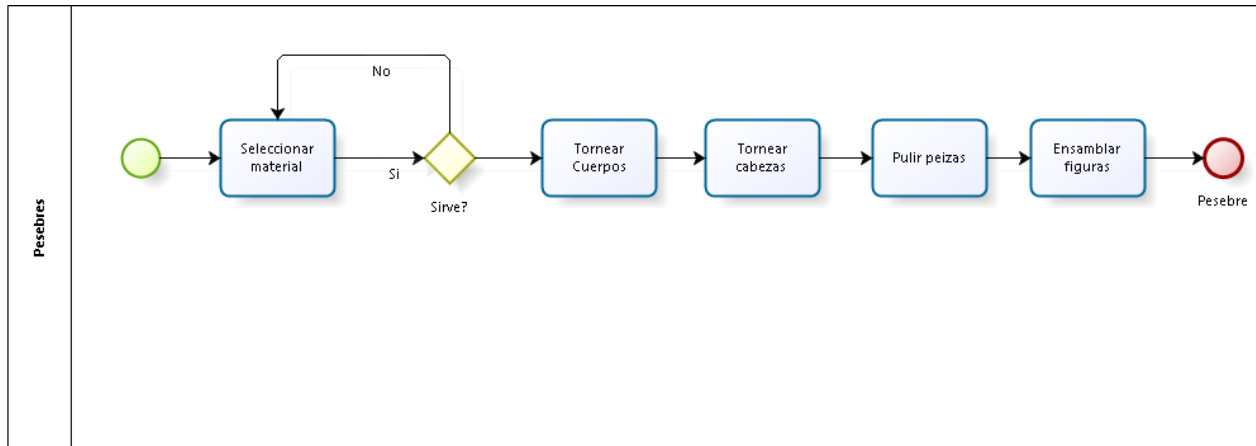 Pesebres
No
Seleccionar
material
Si
Sirve?
Tornear
Cuerpos
Tornear
cabezas
Pulir peizas
Ensamblar
figuras
Pesebre